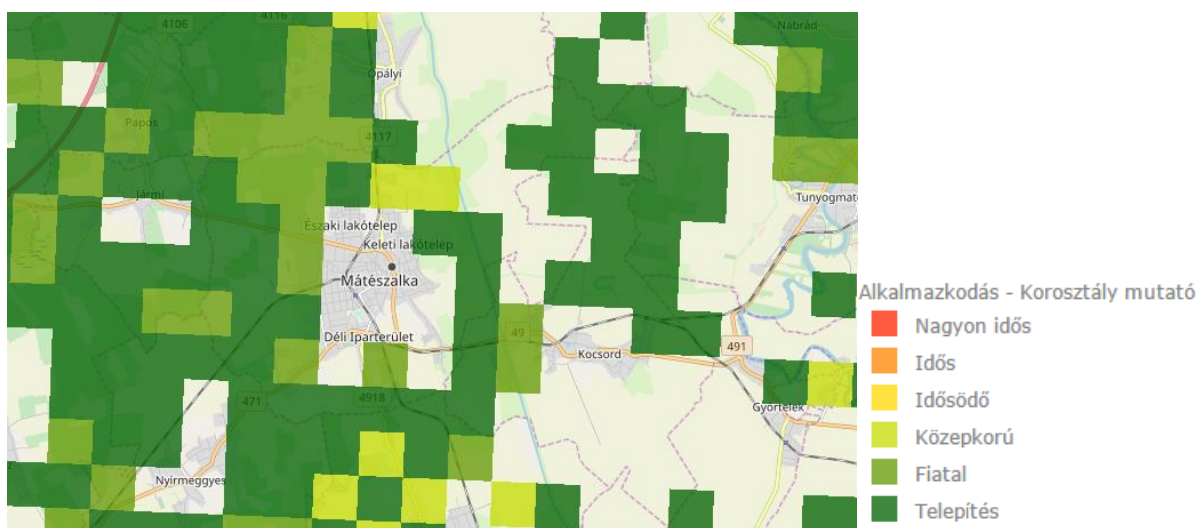 4106
4116
Nábrád
Ópályi
Papos
4117
Jármi
Tunyogmat
Északi lakótelep
Keleti lakótelep
Mátészalka
Déli Iparterület
49
Kocsord
491
471
4918
Győrtelek
Nyírmeggyes
Alkalmazkodás - Korosztály mutató
Nagyon idős
Idős
Idősödő
Középkorú
Fiatal
Telepítés